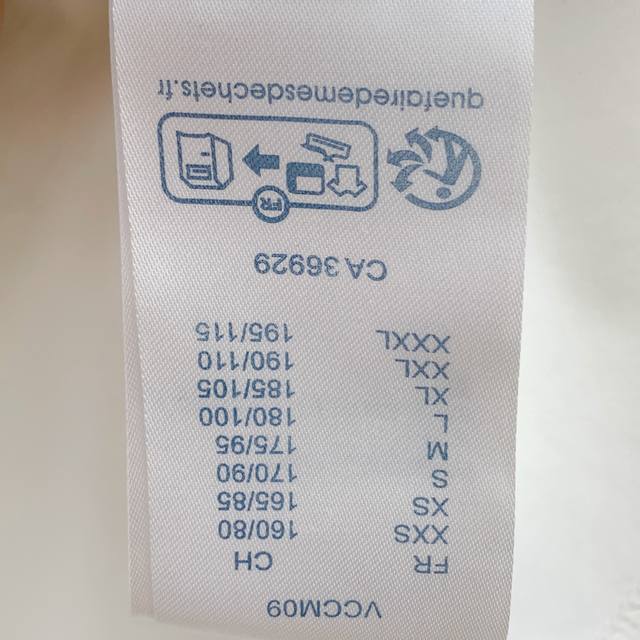 VCCM09
FR CH
XXS 160/80
XS 165/85
S 170/90
M 175/95
L 180/100
XL 185/105
XXL 190/110
XXXL 195/115
CA 36929
FR
quefairedemesdechets.fr